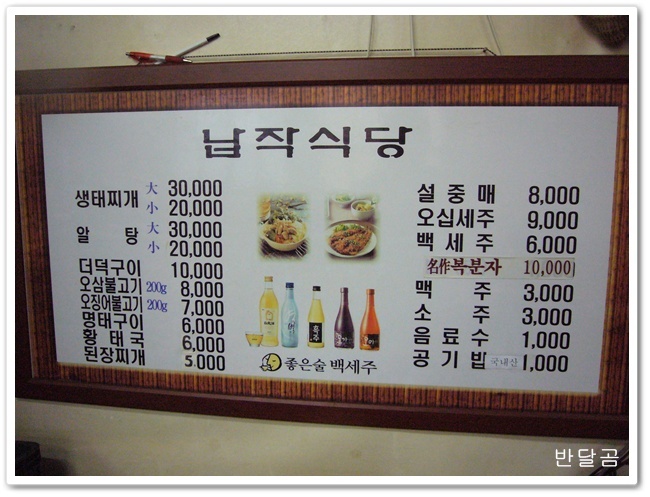 납작식당
생태찌개 大 30,000
小 20,000
알 탕 大 30,000
小 20,000
더덕구이 10,000
오삼불고기 200g 8,000
오징어불고기 200g 7,000
명태구이 6,000
황태국 6,000
된장찌개 5,000
설중매 8,000
오십세주 9,000
백세주 6,000
名作복분자 10,000
맥 주 3,000
소 주 3,000
음료수 1,000
공기밥 국내산 1,000
좋은술 백세주
반달곰